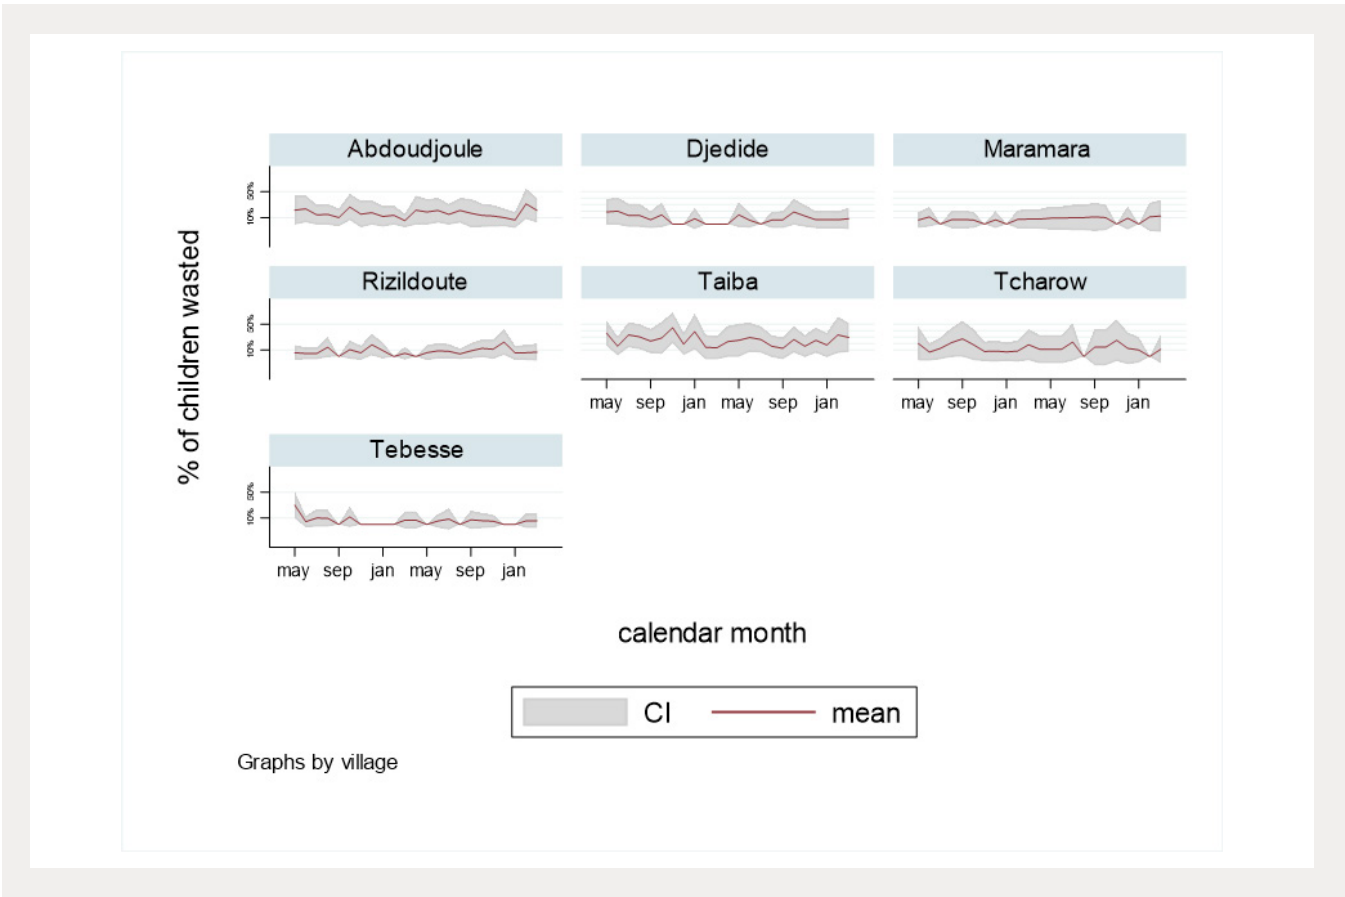 % of children wasted
Abdoudjoule
Djedide
Maramara
50%
10%
Rizildoute
Taiba
Tcharow
50%
10%
may sep jan may sep jan
may sep jan may sep jan
Tebesse
50%
10%
may sep jan may sep jan
calendar month
CI
mean
Graphs by village